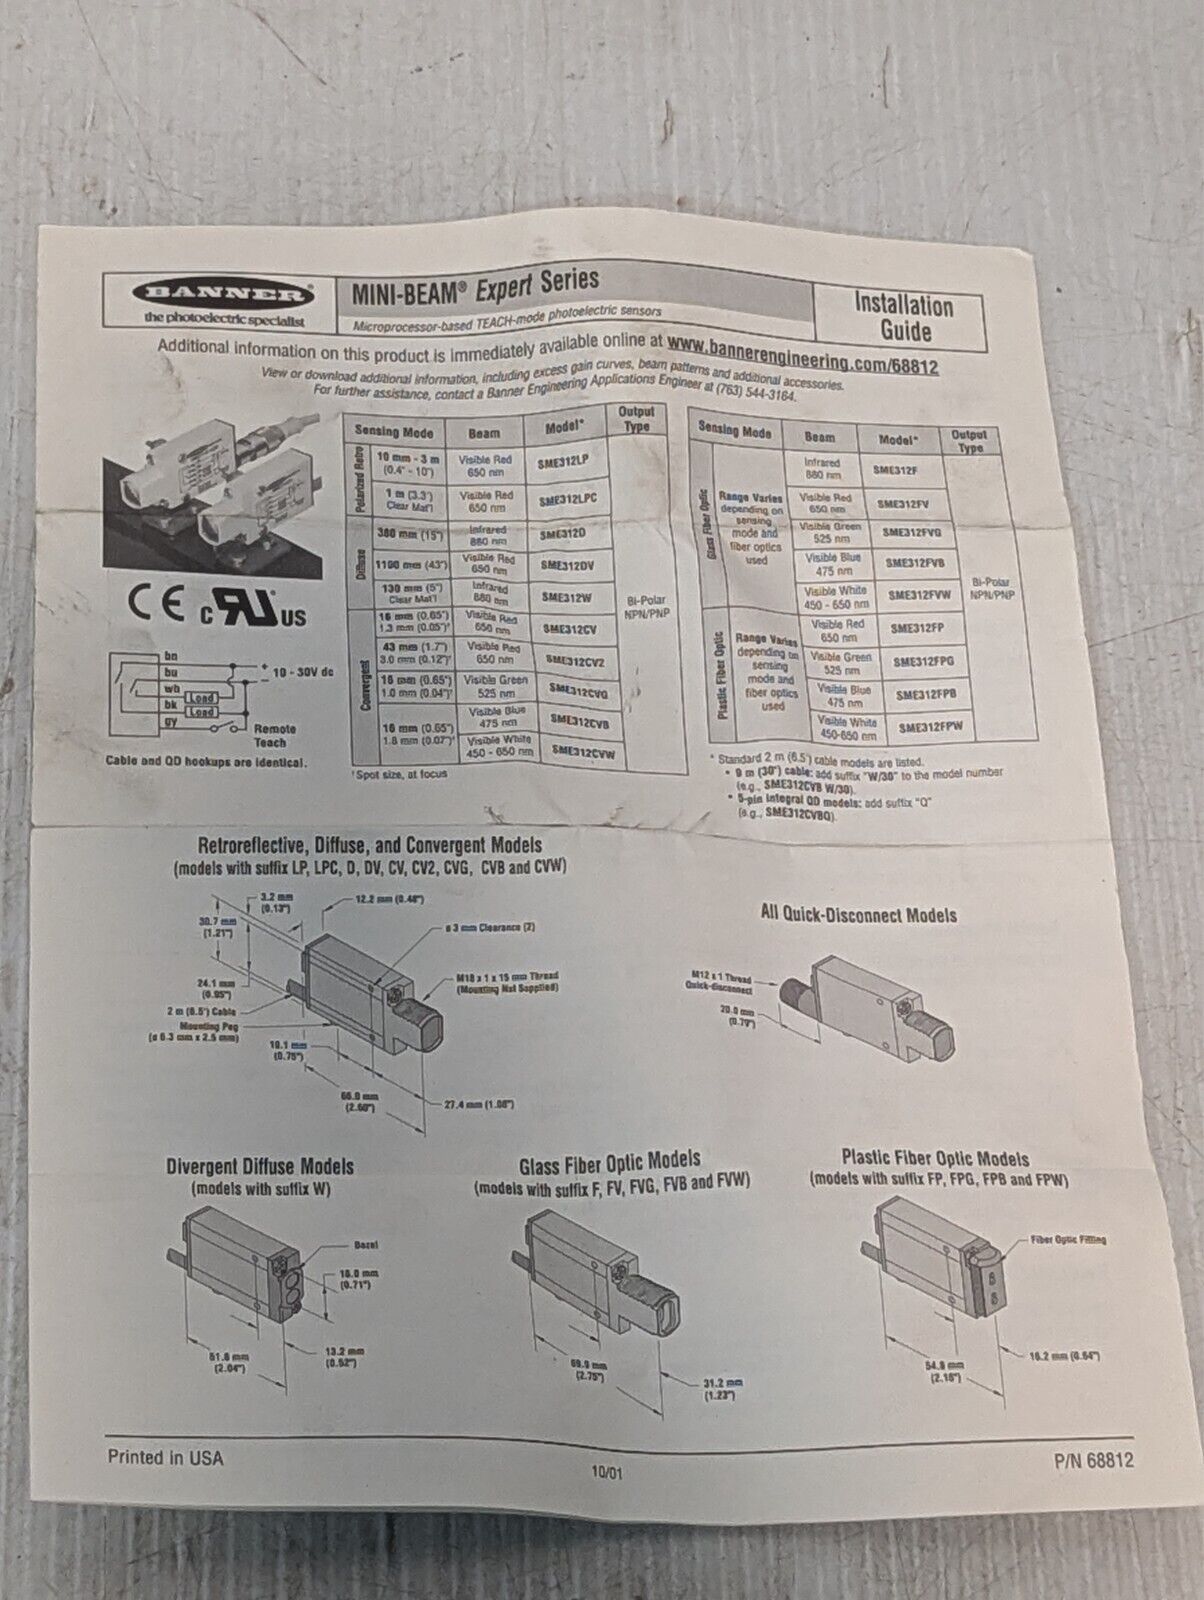 BANNER
the photoelectric specialist
MINI-BEAM® Expert Series
Microprocessor-based TEACH-mode photoelectric sensors
Installation
Guide
Additional information on this product is immediately available online at www.bannerengineering.com/68812
View or download additional information, including excess gain curves, beam patterns and additional accessories.
For further assistance, contact a Banner Engineering Applications Engineer at (763) 544-3164.
CE c RU US
bn
bu
wh
bk
gy
Load
Load
+
–
10 - 30V dc
Remote
Teach
Cable and QD hookups are identical.
Sensing Mode Beam Model* Output Type
Polarized Retro
10 mm - 3 m (0.4" - 10') Visible Red 650 nm SME312LP
1 m (3.3') Clear Mat'l Visible Red 650 nm SME312LPC
Diffuse
380 mm (15") Infrared 880 nm SME312D
1100 mm (43") Visible Red 650 nm SME312DV
130 mm (5") Clear Mat'l Infrared 880 nm SME312W
Convergent
16 mm (0.65") 1.3 mm (0.05")† Visible Red 650 nm SME312CV
43 mm (1.7") 3.0 mm (0.12")† Visible Red 650 nm SME312CV2
16 mm (0.65") 1.0 mm (0.04")† Visible Green 525 nm SME312CVG
16 mm (0.65") 1.8 mm (0.07")† Visible Blue 475 nm SME312CVB
Visible White 450 - 650 nm SME312CVW
Bi-Polar
NPN/PNP
† Spot size, at focus
Sensing Mode Beam Model* Output Type
Glass Fiber Optic
Range Varies
depending on
sensing
mode and
fiber optics
used
Infrared 880 nm SME312F
Visible Red 650 nm SME312FV
Visible Green 525 nm SME312FVG
Visible Blue 475 nm SME312FVB
Visible White 450 - 650 nm SME312FVW
Bi-Polar
NPN/PNP
Plastic Fiber Optic
Range Varies
depending on
sensing
mode and
fiber optics
used
Visible Red 650 nm SME312FP
Visible Green 525 nm SME312FPG
Visible Blue 475 nm SME312FPB
Visible White 450-650 nm SME312FPW
* Standard 2 m (6.5') cable models are listed.
• 9 m (30') cable: add suffix "W/30" to the model number
(e.g., SME312CVB W/30).
• 5-pin Integral QD models: add suffix "Q"
(e.g., SME312CVBQ).
Retroreflective, Diffuse, and Convergent Models
(models with suffix LP, LPC, D, DV, CV, CV2, CVG, CVB and CVW)
3.2 mm
(0.13")
12.2 mm (0.48")
30.7 mm
(1.21")
ø 3 mm Clearance (2)
24.1 mm
(0.95")
M18 x 1 x 15 mm Thread
(Mounting Nut Supplied)
2 m (6.5') Cable
Mounting Peg
(ø 6.3 mm x 2.5 mm)
19.1 mm
(0.75")
66.0 mm
(2.60")
27.4 mm (1.08")
All Quick-Disconnect Models
M12 x 1 Thread
Quick-disconnect
20.0 mm
(0.79")
Divergent Diffuse Models
(models with suffix W)
Bezel
18.0 mm
(0.71")
51.8 mm
(2.04")
13.2 mm
(0.52")
Glass Fiber Optic Models
(models with suffix F, FV, FVG, FVB and FVW)
69.9 mm
(2.75")
31.2 mm
(1.23")
Plastic Fiber Optic Models
(models with suffix FP, FPG, FPB and FPW)
Fiber Optic Fitting
54.9 mm
(2.16")
16.2 mm (0.64")
Printed in USA
10/01
P/N 68812